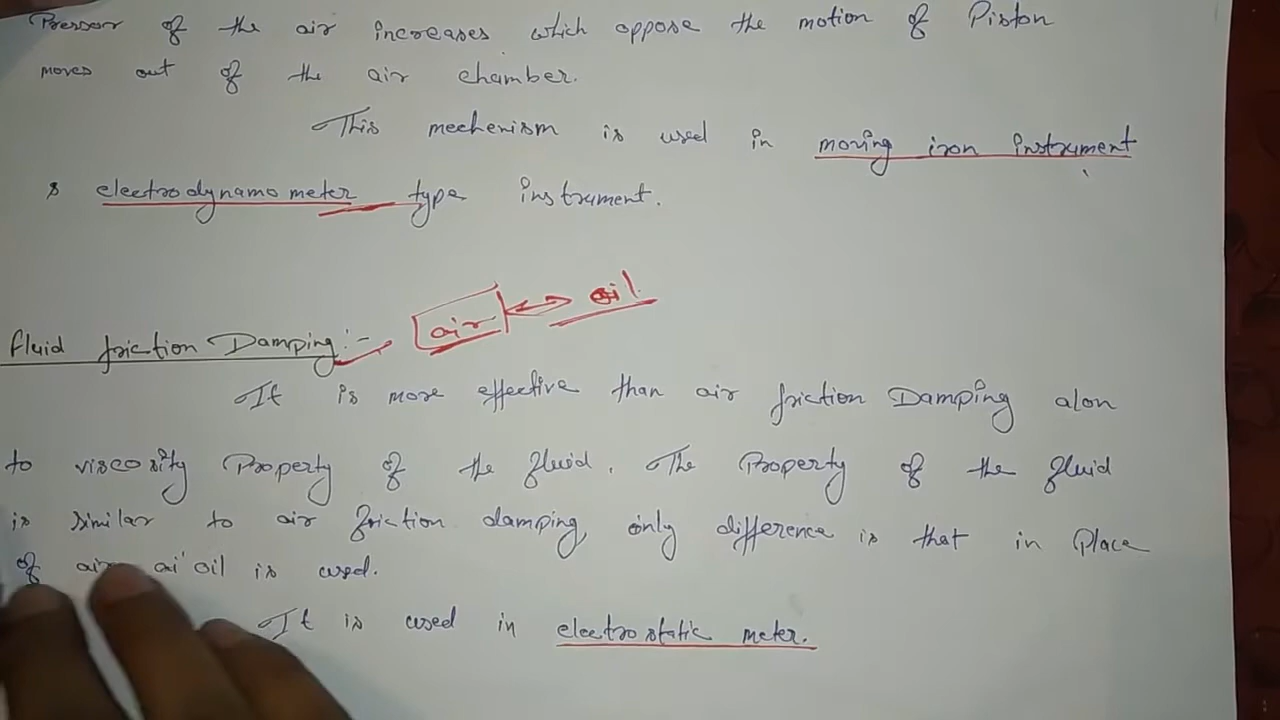 Pressor of the air increases which oppose the motion of Piston
moves out of the air chamber.
This mechenism is used in moving iron instrument
& electrodynamometer type instrument.
air ↔ oil
fluid friction Damping:-
It is more effective than air friction Damping alon
to viscosity Property of the fluid. The Property of the fluid
is similar to air friction damping, only difference is that in Place
of air oil is used.
It is used in electrostatic meter.